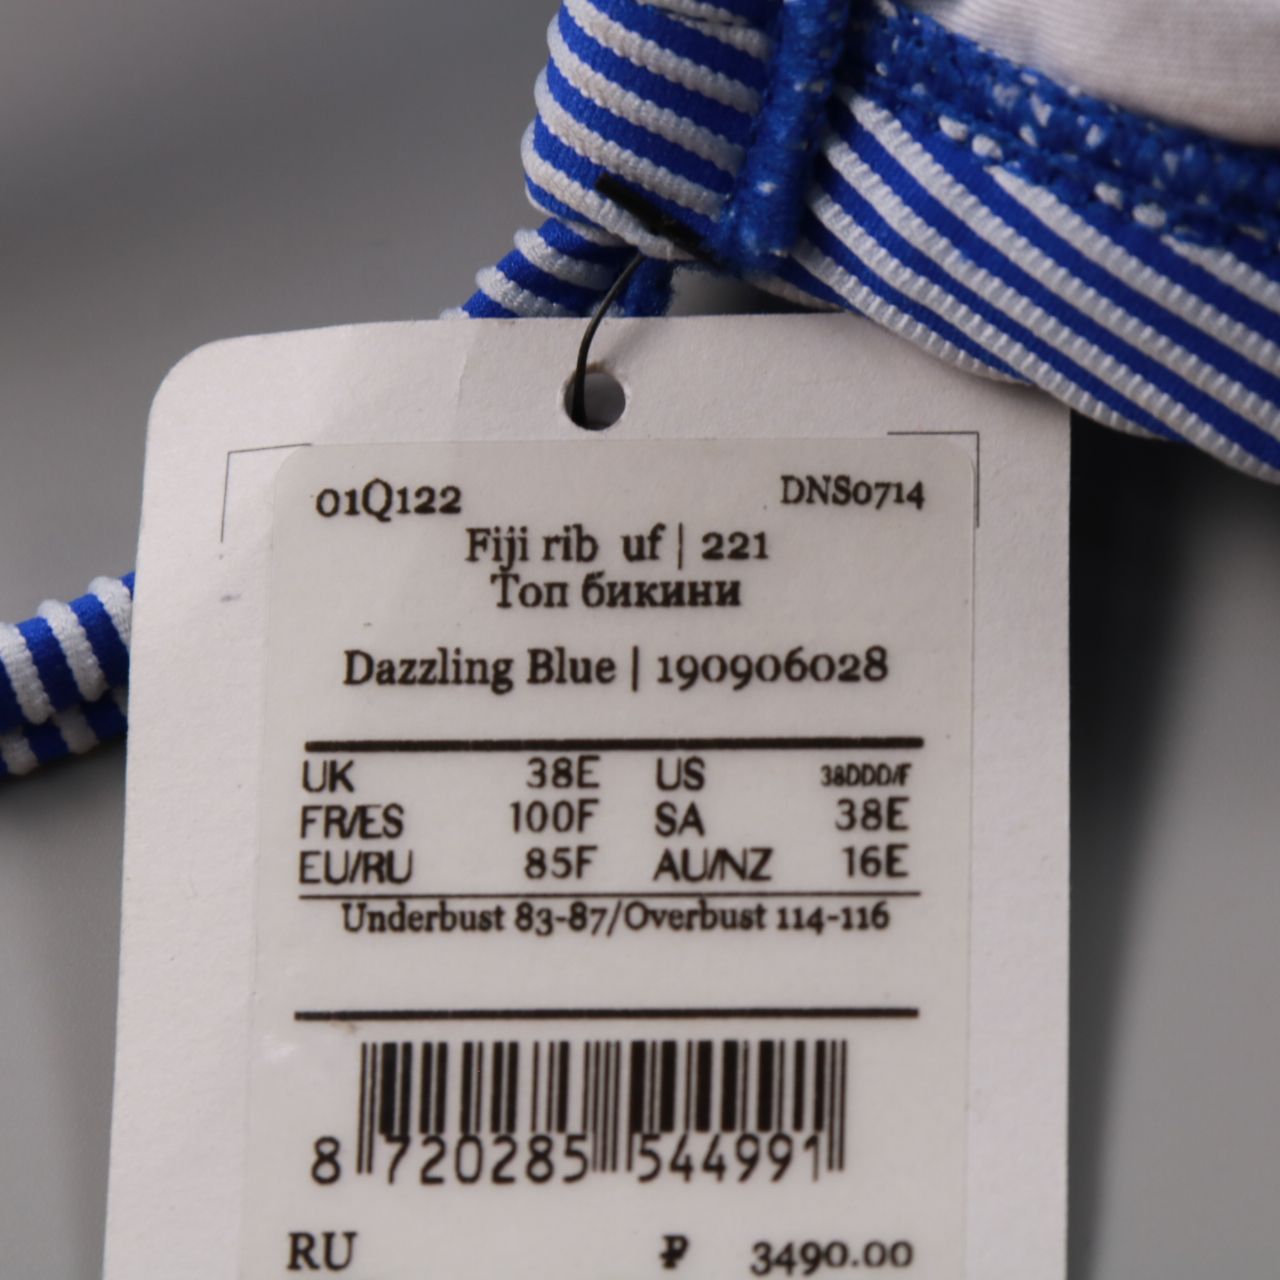 01Q122 DNS0714
Fiji rib uf | 221
Топ бикини
Dazzling Blue | 190906028
UK 38E US 38DDD/F
FR/ES 100F SA 38E
EU/RU 85F AU/NZ 16E
Underbust 83-87/Overbust 114-116
8 720285 544991
RU ₽ 3490.00